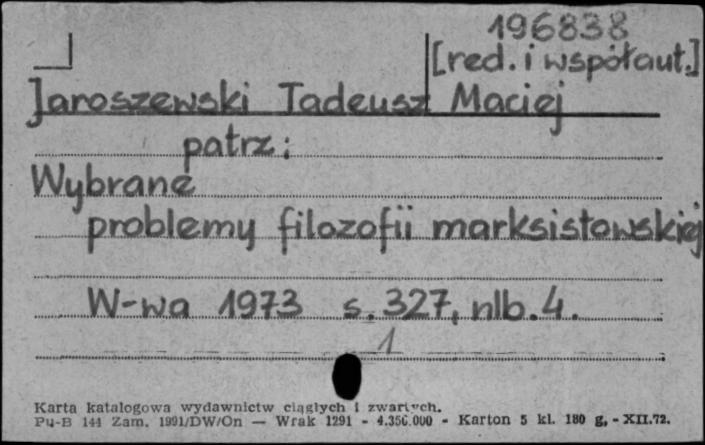 196838
[red. i współaut.]
Jaroszewski Tadeusz Maciej
patrz:
Wybrane
problemy filozofii marksistowskiej
W-wa 1973 s. 327, nlb. 4.
1
Karta katalogowa wydawnictw ciągłych i zwartych.
Pu-B 144 Zam. 1991/DW/On — Wrak 1291 - 4.350.000 - Karton 5 kl. 180 g, - XII.72.